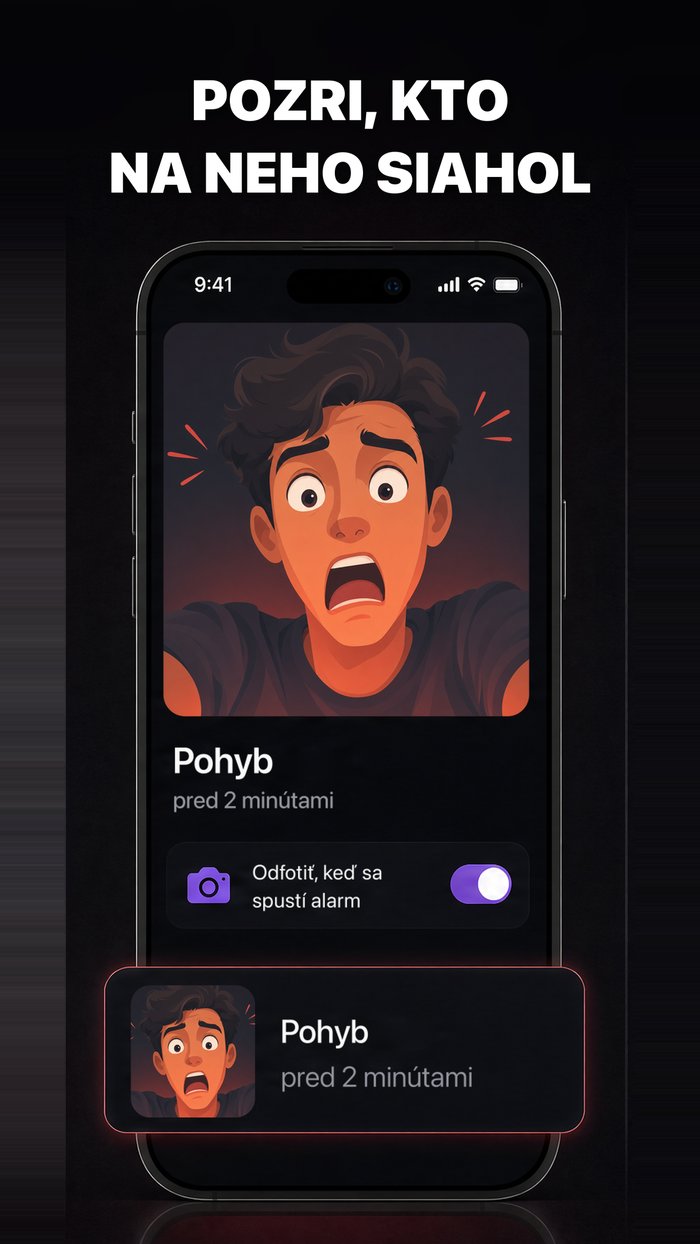 POZRI, KTO
NA NEHO SIAHOL
9:41
Pohyb
pred 2 minútami
Odfotiť, keď sa
spustí alarm
Pohyb
pred 2 minútami